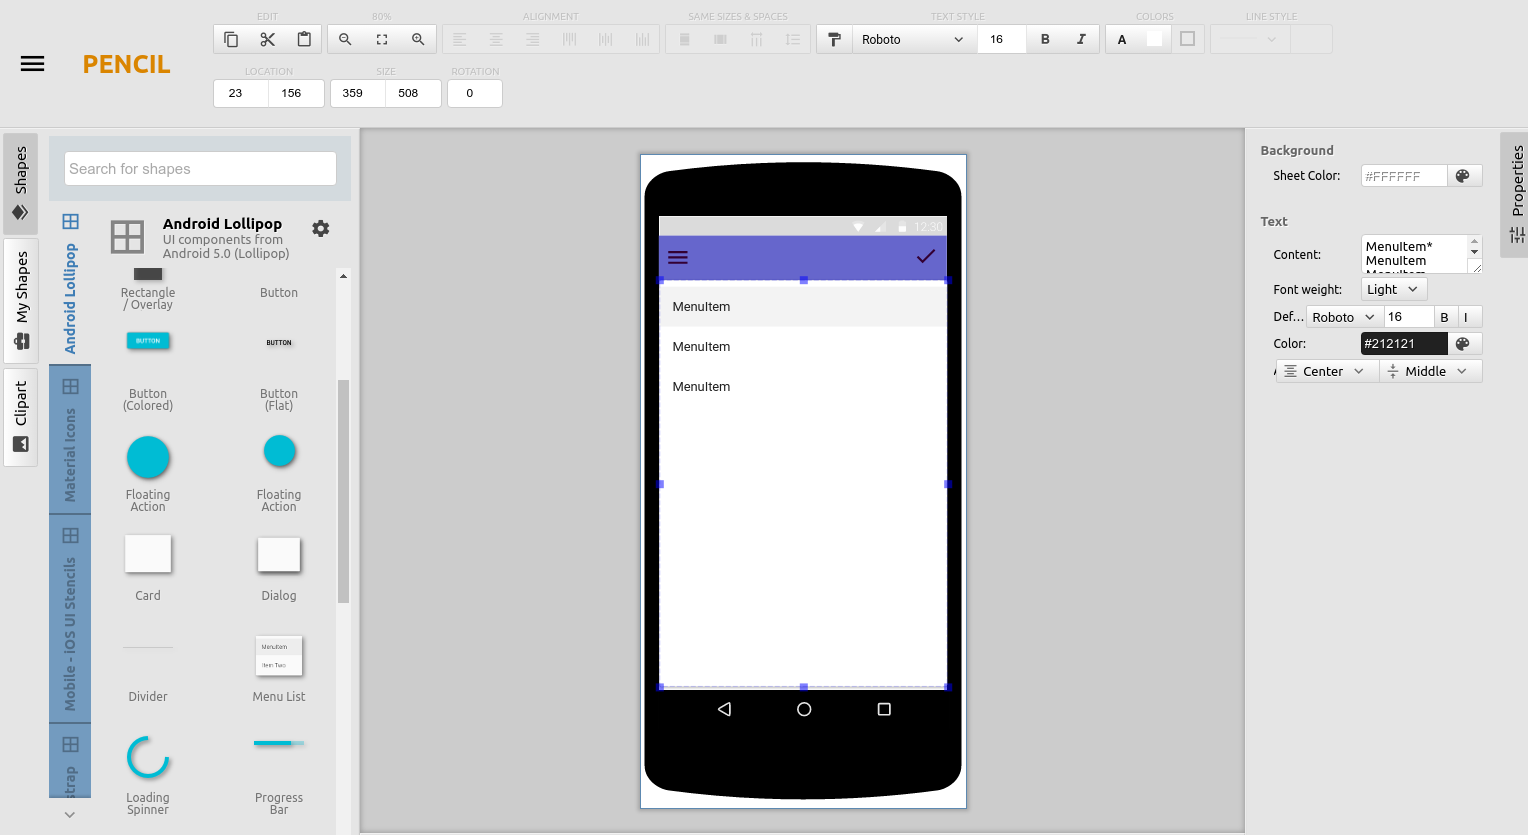 EDIT
80%
ALIGNMENT
SAME SIZES & SPACES
TEXT STYLE
COLORS
LINE STYLE
PENCIL
Roboto
16
B
I
A
LOCATION
SIZE
ROTATION
23
156
359
508
0
Shapes
My Shapes
Clipart
Search for shapes
Android Lollipop
Material Icons
Mobile - iOS UI Stencils
strap
Android Lollipop
UI components from
Android 5.0 (Lollipop)
Rectangle
/ Overlay
Button
BUTTON
BUTTON
Button
(Colored)
Button
(Flat)
Floating
Action
Floating
Action
Card
Dialog
MenuItem
Item Two
Divider
Menu List
Loading
Spinner
Progress
Bar
12:30
MenuItem
MenuItem
MenuItem
Background
Sheet Color:
#FFFFFF
Text
Content:
MenuItem*
MenuItem
MenuItem
Font weight:
Light
Def...
Roboto
16
B
I
Color:
#212121
Center
Middle
Properties